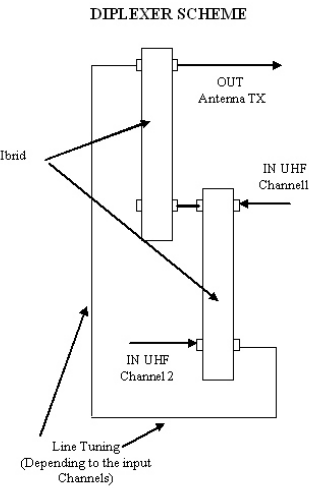 DIPLEXER SCHEME
OUT
Antenna TX
Ibrid
IN UHF
Channell
IN UHF
Channel 2
Line Tuning
(Depending to the input
Channels)